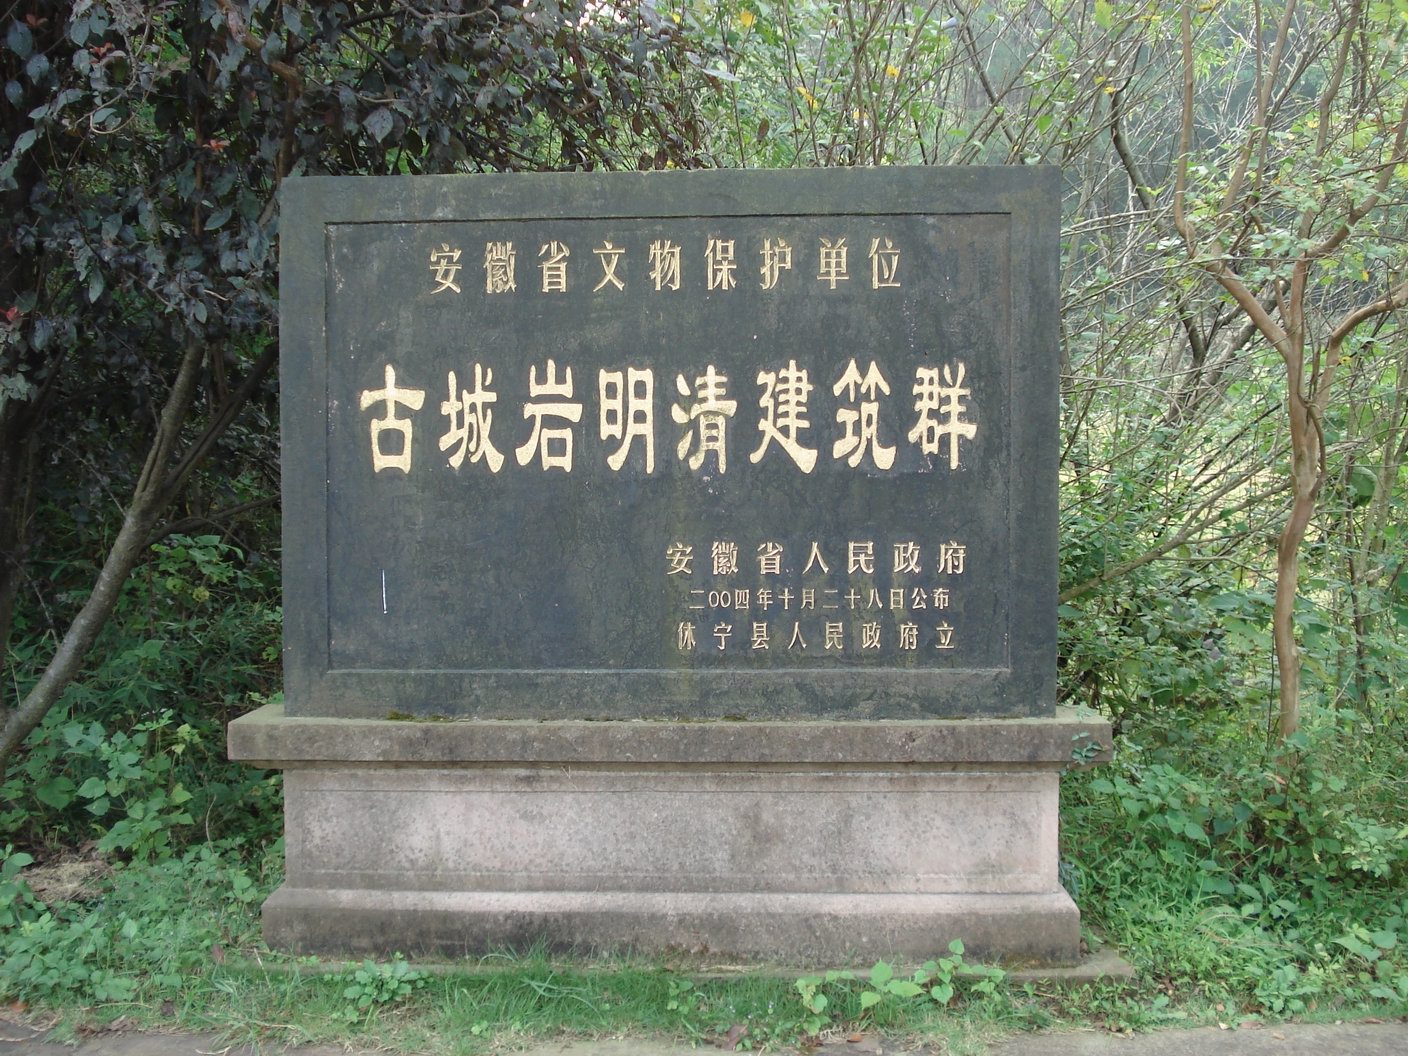 安徽省文物保护单位
古城岩明清建筑群
安徽省人民政府
二00四年十月二十八日公布
休宁县人民政府立